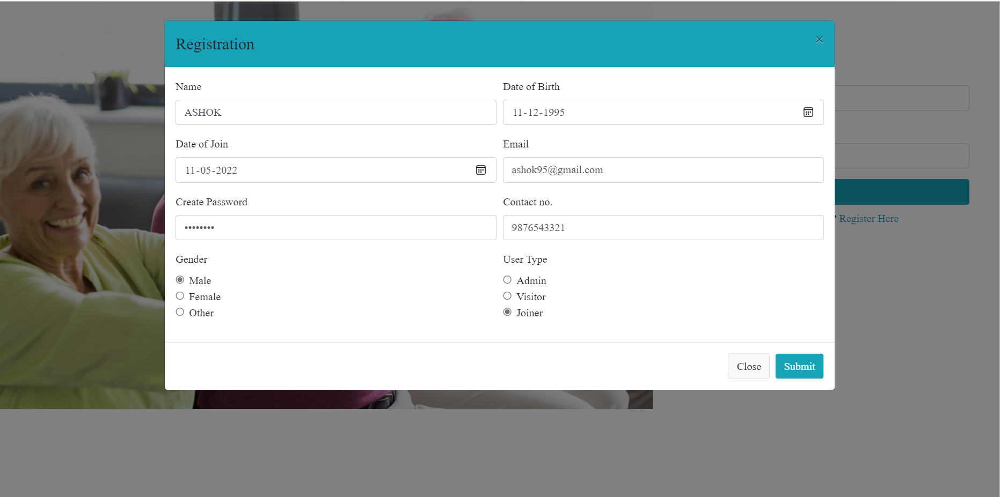 Registration
×
Name
Date of Birth
ASHOK
11-12-1995
Date of Join
Email
11-05-2022
ashok95@gmail.com
Create Password
Contact no.
••••••••
9876543321
Register Here
Gender
User Type
Male
Admin
Female
Visitor
Other
Joiner
Close
Submit